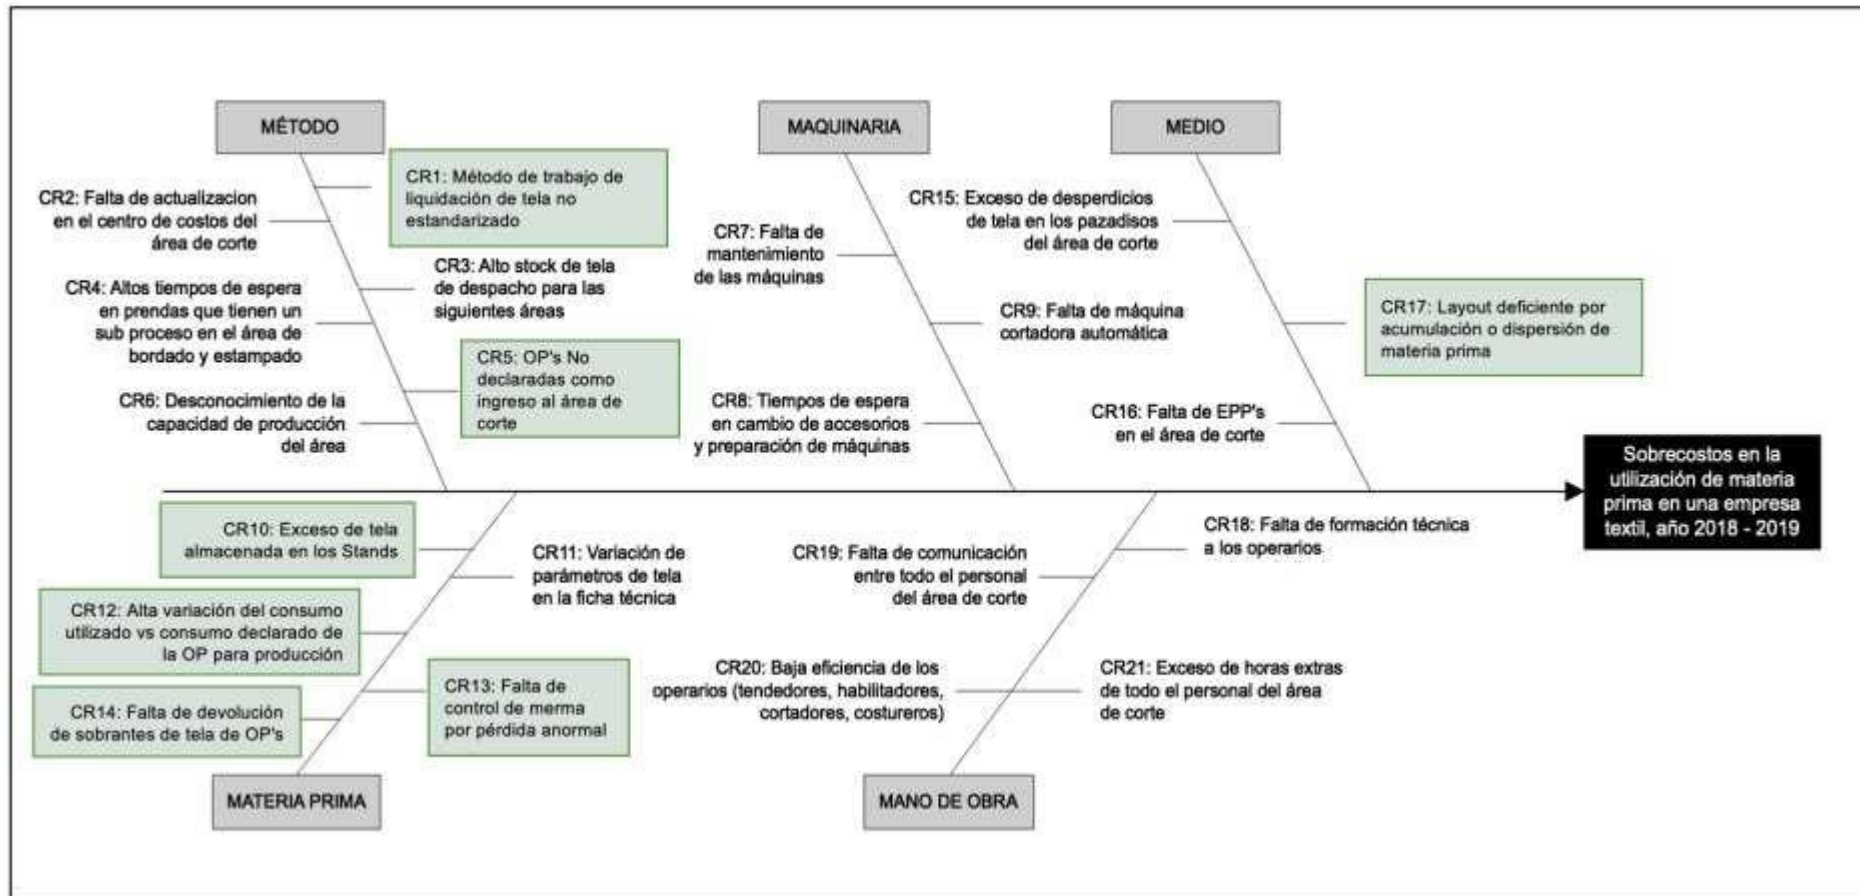 MÉTODO
MAQUINARIA
MEDIO
CR1: Método de trabajo de
liquidación de tela no
estandarizado
CR2: Falta de actualizacion
en el centro de costos del
área de corte
CR3: Alto stock de tela
de despacho para las
siguientes áreas
CR4: Altos tiempos de espera
en prendas que tienen un
sub proceso en el área de
bordado y estampado
CR5: OP's No
declaradas como
ingreso al área de
corte
CR6: Desconocimiento de la
capacidad de producción
del área
CR7: Falta de
mantenimiento
de las máquinas
CR9: Falta de máquina
cortadora automática
CR8: Tiempos de espera
en cambio de accesorios
y preparación de máquinas
CR15: Exceso de desperdicios
de tela en los pazadisos
del área de corte
CR17: Layout deficiente por
acumulación o dispersión de
materia prima
CR16: Falta de EPP's
en el área de corte
Sobrecostos en la
utilización de materia
prima en una empresa
textil, año 2018 - 2019
CR10: Exceso de tela
almacenada en los Stands
CR11: Variación de
parámetros de tela
en la ficha técnica
CR12: Alta variación del consumo
utilizado vs consumo declarado de
la OP para producción
CR13: Falta de
control de merma
por pérdida anormal
CR14: Falta de devolución
de sobrantes de tela de OP's
CR18: Falta de formación técnica
a los operarios
CR19: Falta de comunicación
entre todo el personal
del área de corte
CR20: Baja eficiencia de los
operarios (tendedores, habilitadores,
cortadores, costureros)
CR21: Exceso de horas extras
de todo el personal del área
de corte
MATERIA PRIMA
MANO DE OBRA